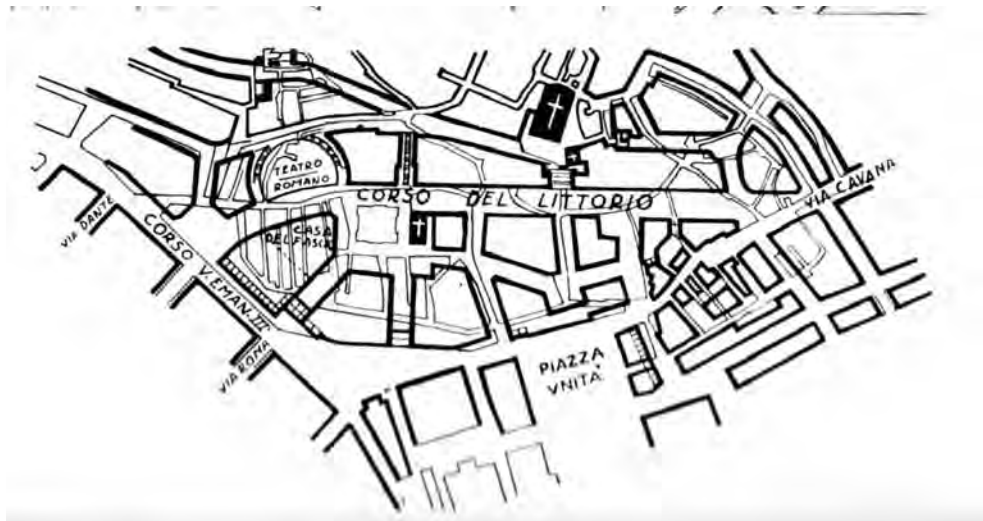 TEATRO
ROMANO
CORSO DEL LITTORIO
VIA CAVANA
VIA DANTE
CORSO V. EMAN. III
CASA
DEL FASCIO
VIA ROMA
PIAZZA
UNITA'